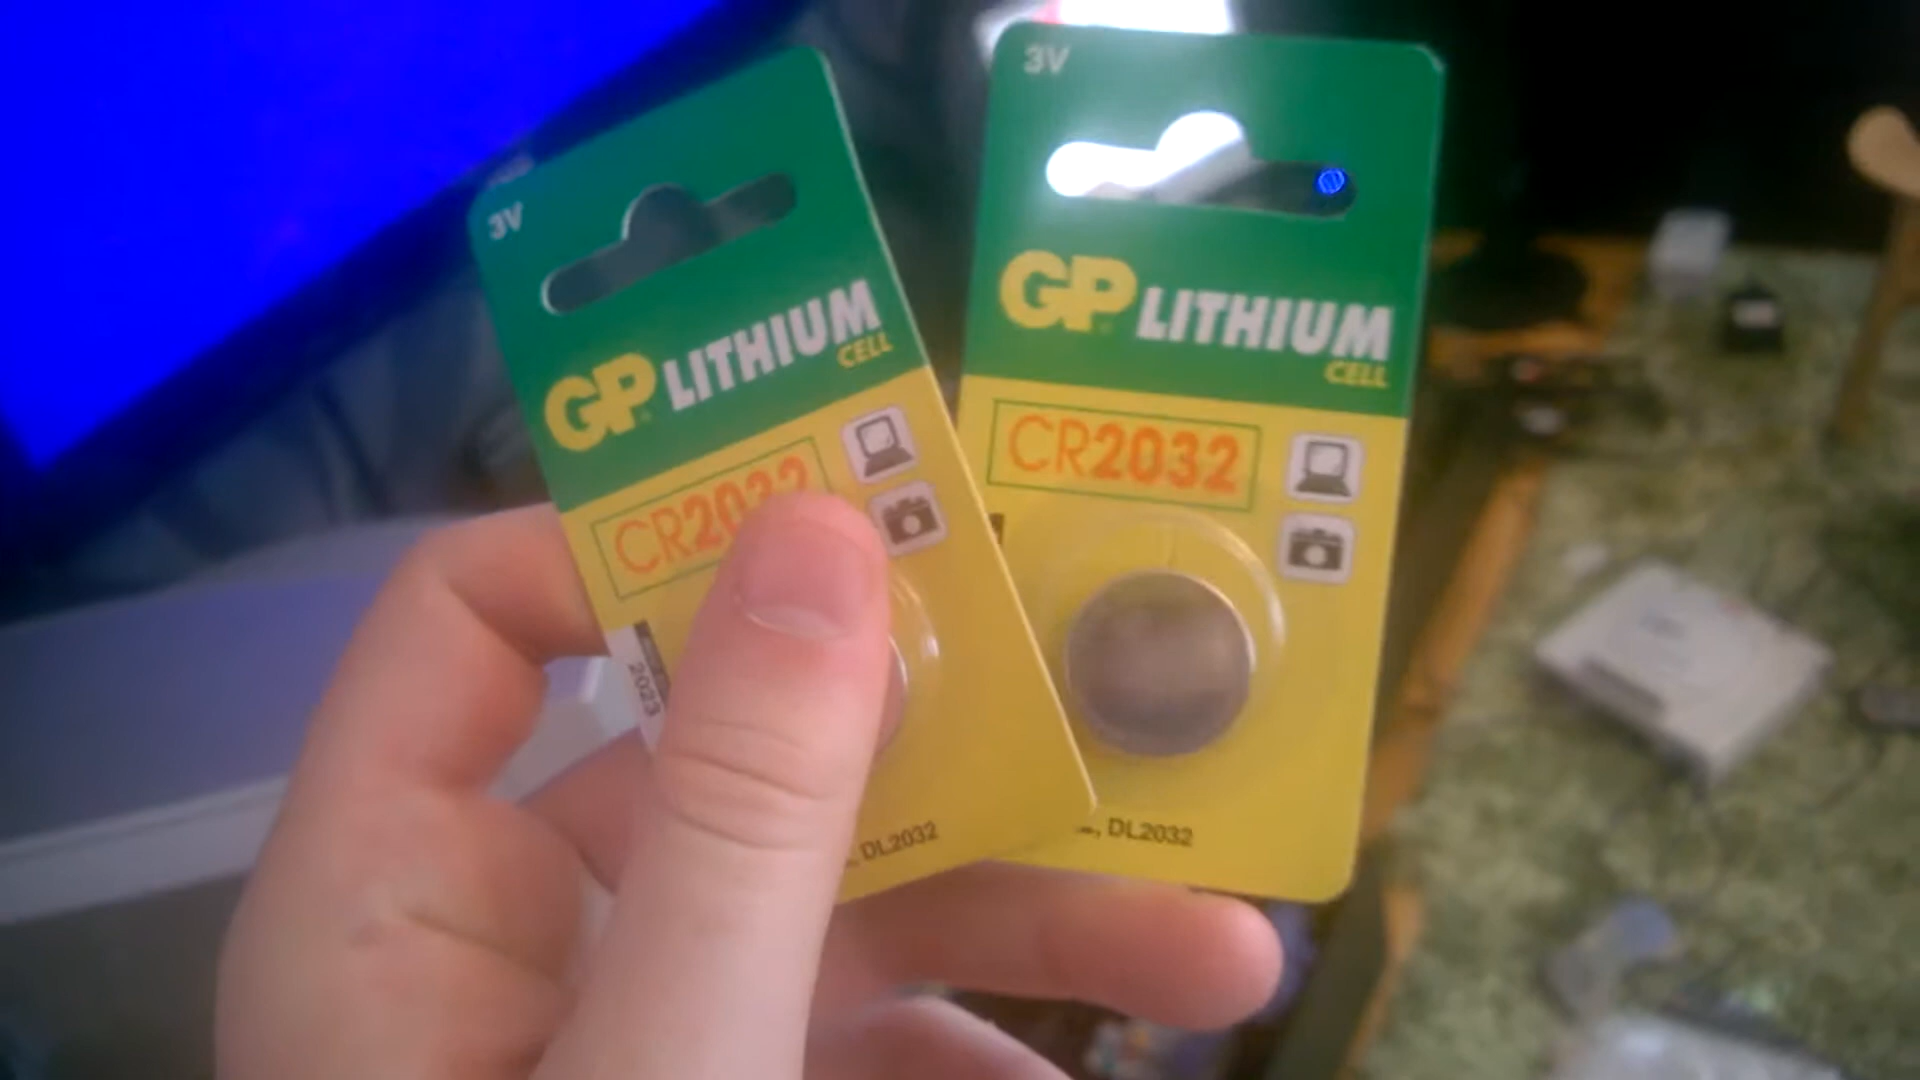 3V
GP LITHIUM
CELL
CR2032
2023
, DL2032
3V
GP LITHIUM
CELL
CR2032
, DL2032